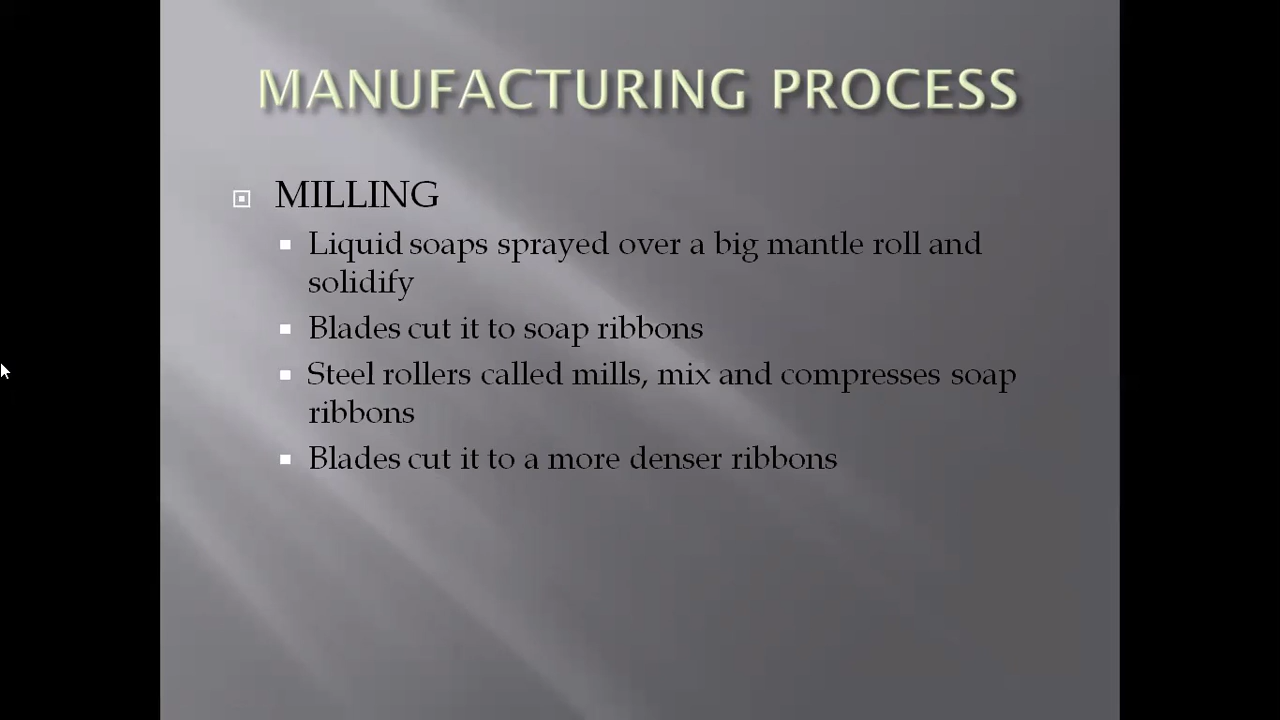 MANUFACTURING PROCESS
MILLING
Liquid soaps sprayed over a big mantle roll and
solidify
Blades cut it to soap ribbons
Steel rollers called mills, mix and compresses soap
ribbons
Blades cut it to a more denser ribbons